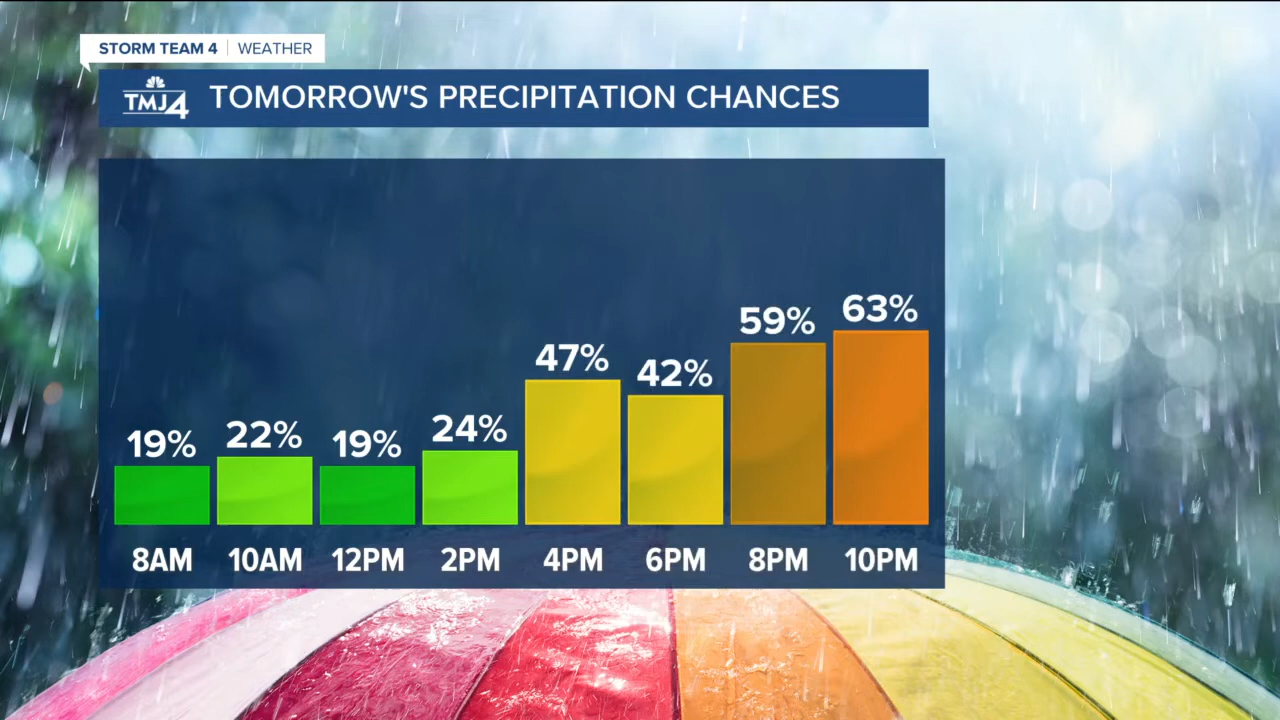 STORM TEAM 4 | WEATHER
TMJ4 TOMORROW'S PRECIPITATION CHANCES
19% 22% 19% 24% 47% 42% 59% 63%
8AM 10AM 12PM 2PM 4PM 6PM 8PM 10PM